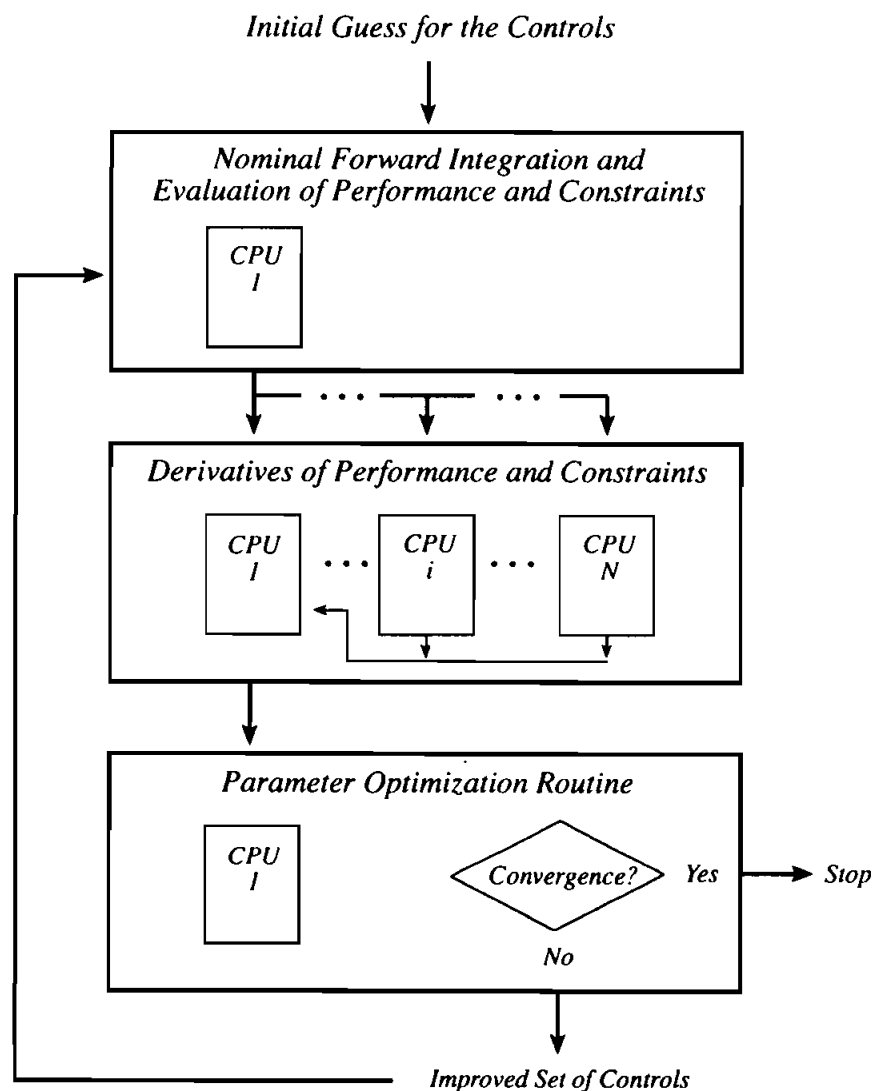 Initial Guess for the Controls
Nominal Forward Integration and
Evaluation of Performance and Constraints
CPU
1
. . . . . .
Derivatives of Performance and Constraints
CPU
1
. . .
CPU
i
. . .
CPU
N
Parameter Optimization Routine
CPU
1
Convergence?
Yes
Stop
No
Improved Set of Controls